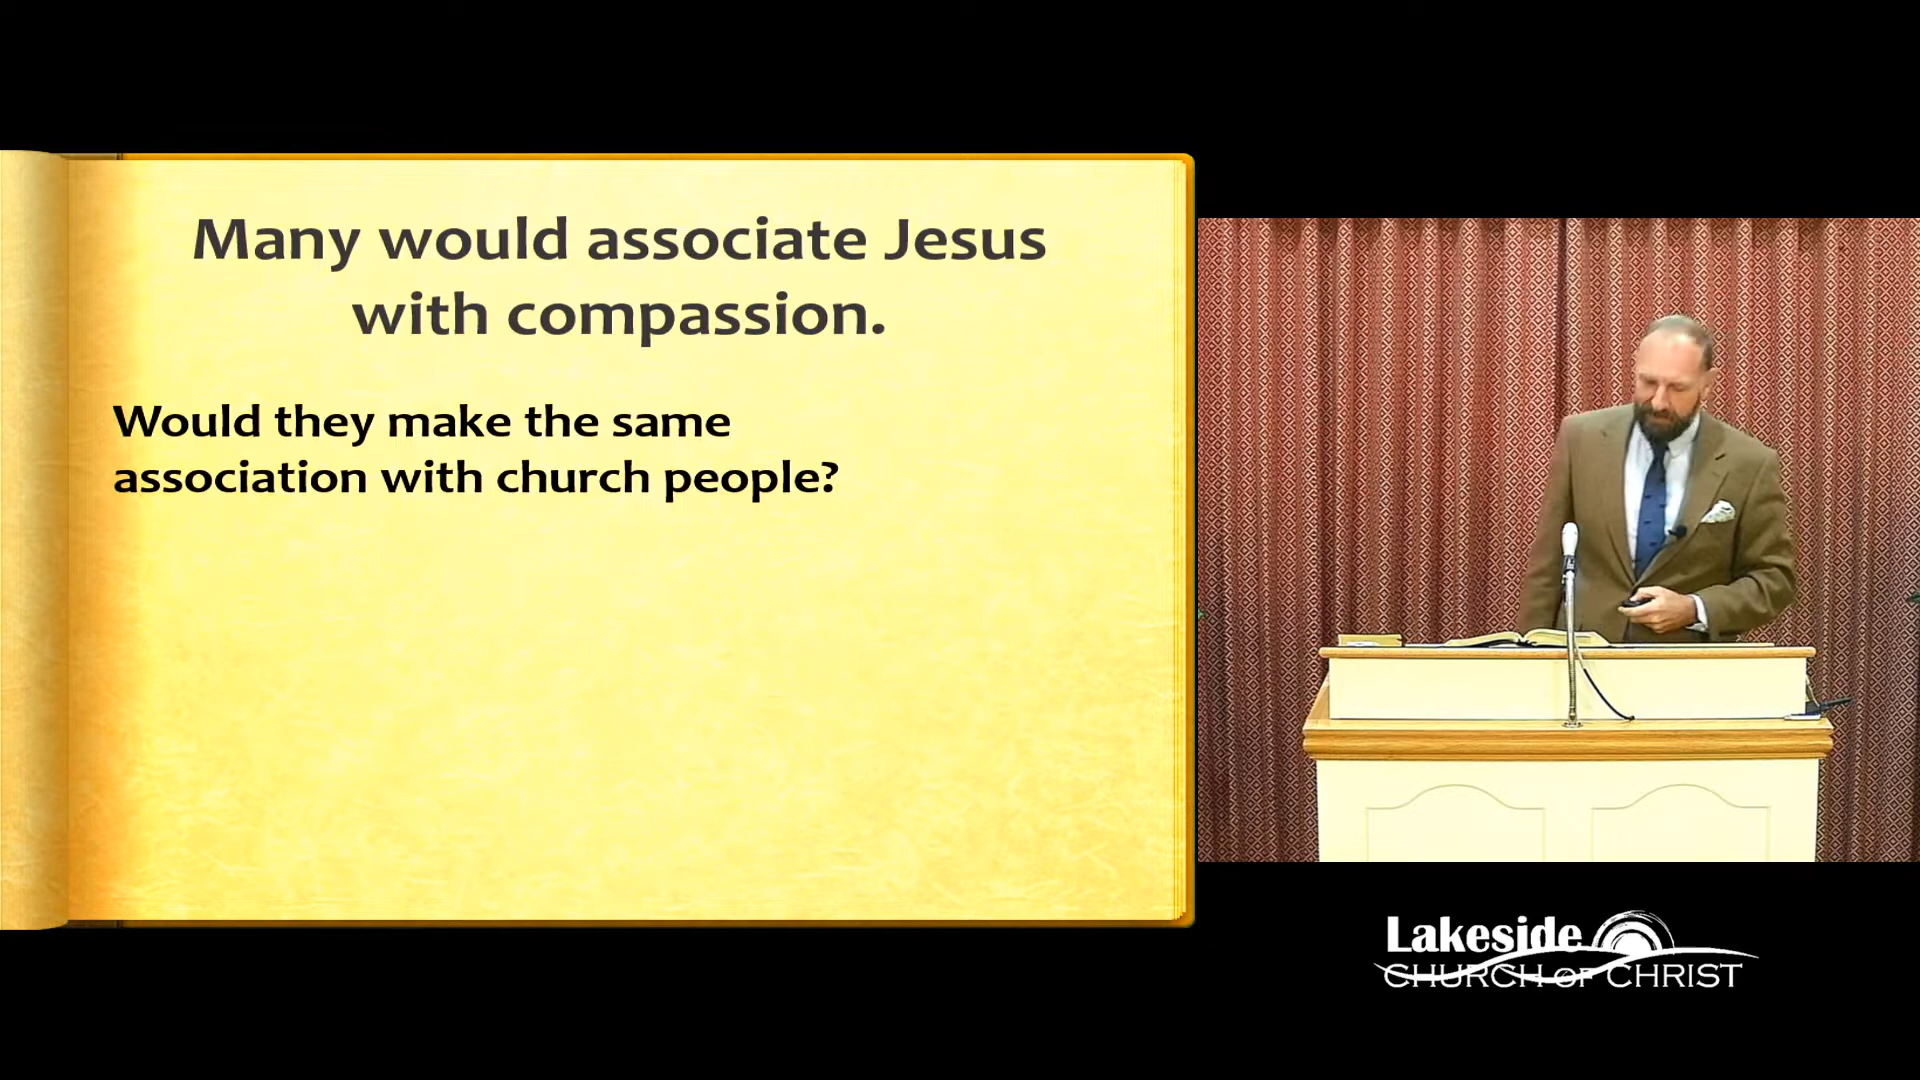 Many would associate Jesus
with compassion.
Would they make the same
association with church people?
Lakeside
CHURCH OF CHRIST